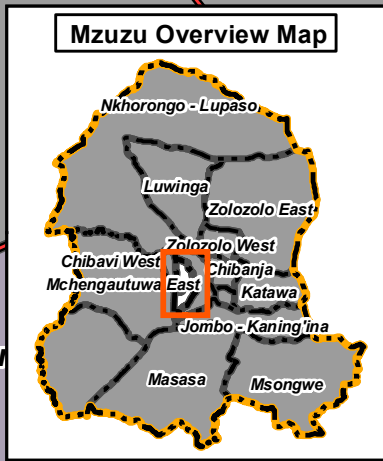 Mzuzu Overview Map
Nkhorongo - Lupaso
Luwinga
Zolozolo East
Zolozolo West
Chibavi West
Chibanja
Mchengautuwa East
Katawa
Jombo - Kaning'ina
Masasa
Msongwe